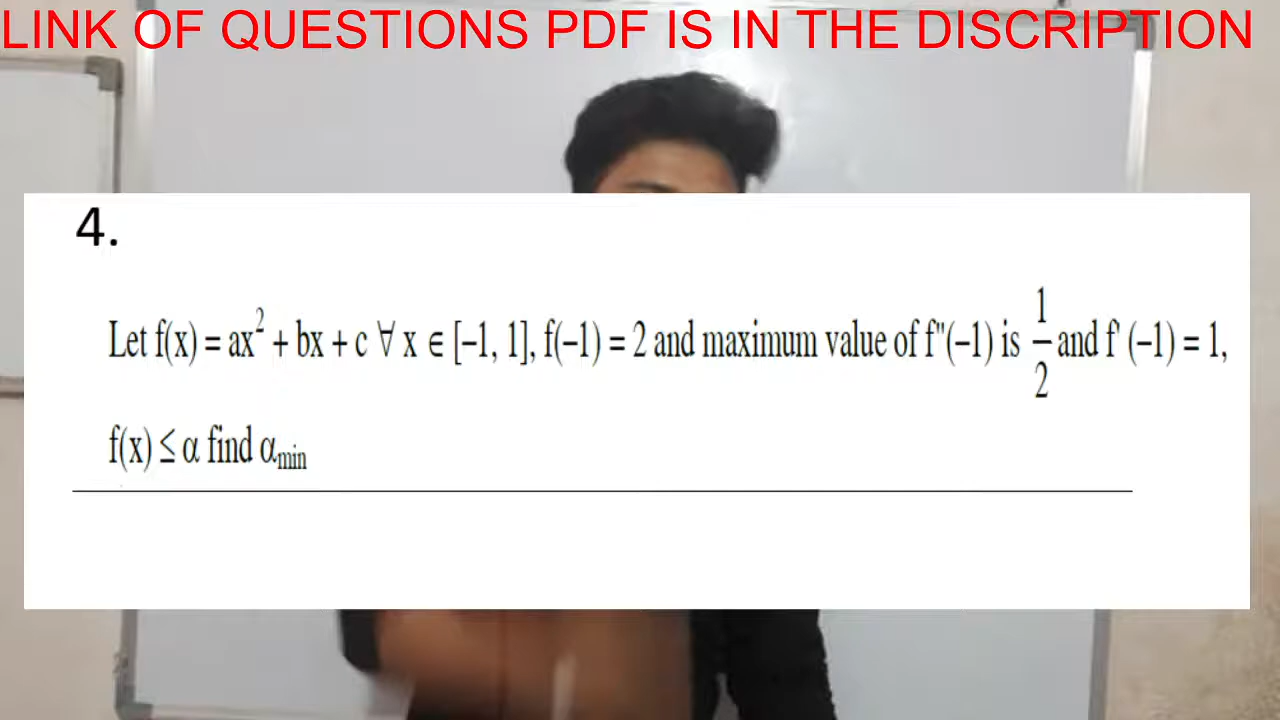 LINK OF QUESTIONS PDF IS IN THE DISCRIPTION
4.
Let f(x) = ax² + bx + c ∀ x ∈ [–1, 1], f(–1) = 2 and maximum value of f"(–1) is 1/2 and f' (–1) = 1,
f(x) ≤ α find αmin